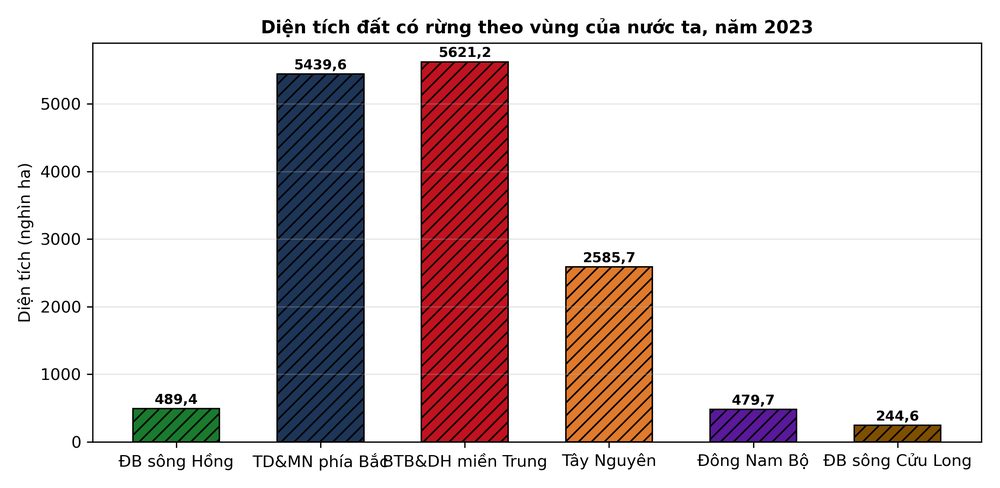 Diện tích đất có rừng theo vùng của nước ta, năm 2023
Diện tích (nghìn ha)
5000
4000
3000
2000
1000
0
489,4
5439,6
5621,2
2585,7
479,7
244,6
ĐB sông Hồng
TD&MN phía Bắc
BTB&DH miền Trung
Tây Nguyên
Đông Nam Bộ
ĐB sông Cửu Long